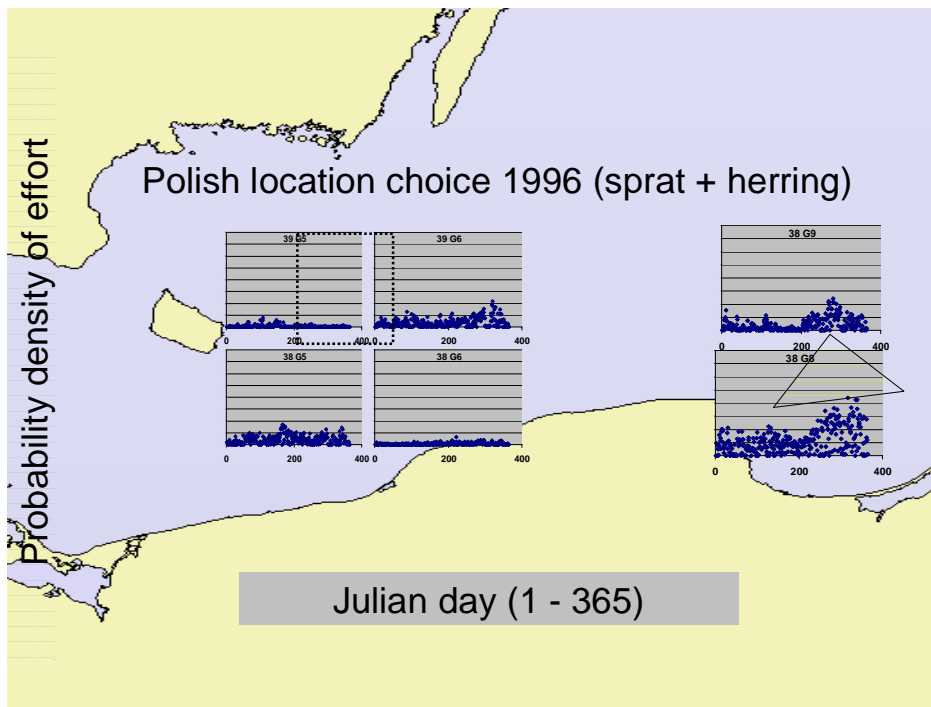 Probability density of effort
Polish location choice 1996 (sprat + herring)
39 G5
0 200 400
39 G6
0 200 400
38 G9
0 200 400
38 G5
0 200 400
38 G6
0 200 400
38 G8
0 200 400
Julian day (1 - 365)